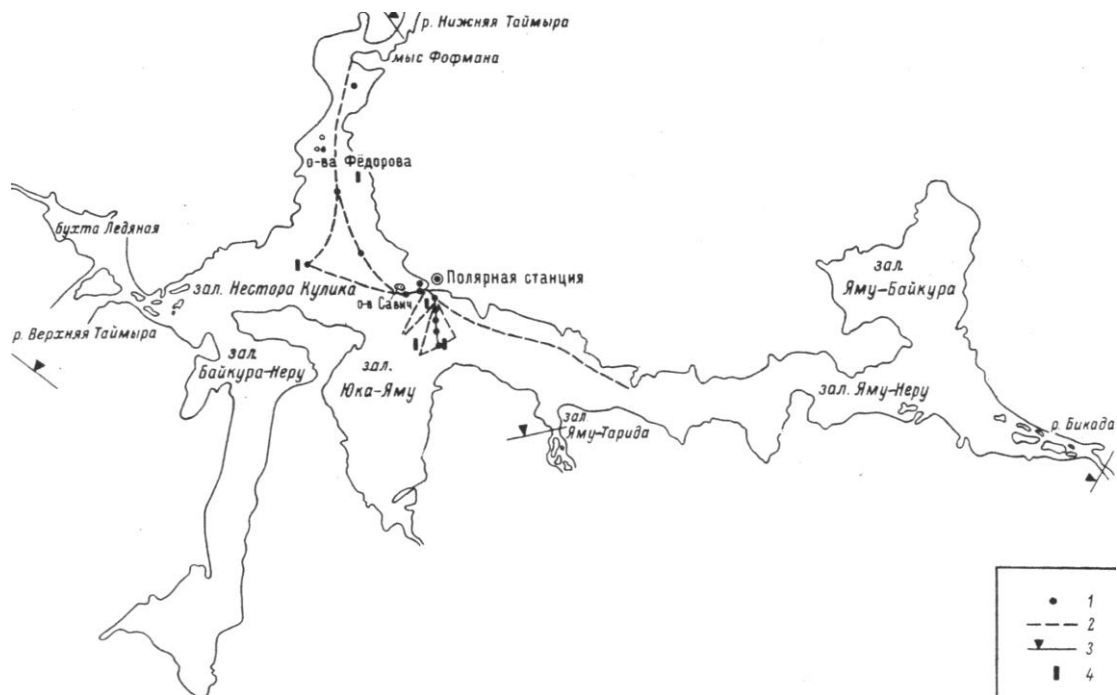 р. Нижняя Таймыра
мыс Фофмана
о-ва Фёдорова
бухта Ледяная
Полярная станция
зал. Нестора Кулика
о-в Савич
р. Верхняя Таймыра
зал.
Байкура-Неру
зал.
Юка-Яму
зал.
Яму-Байкура
зал. Яму-Неру
зал.
Яму-Тарида
р. Бикада
1
2
3
4